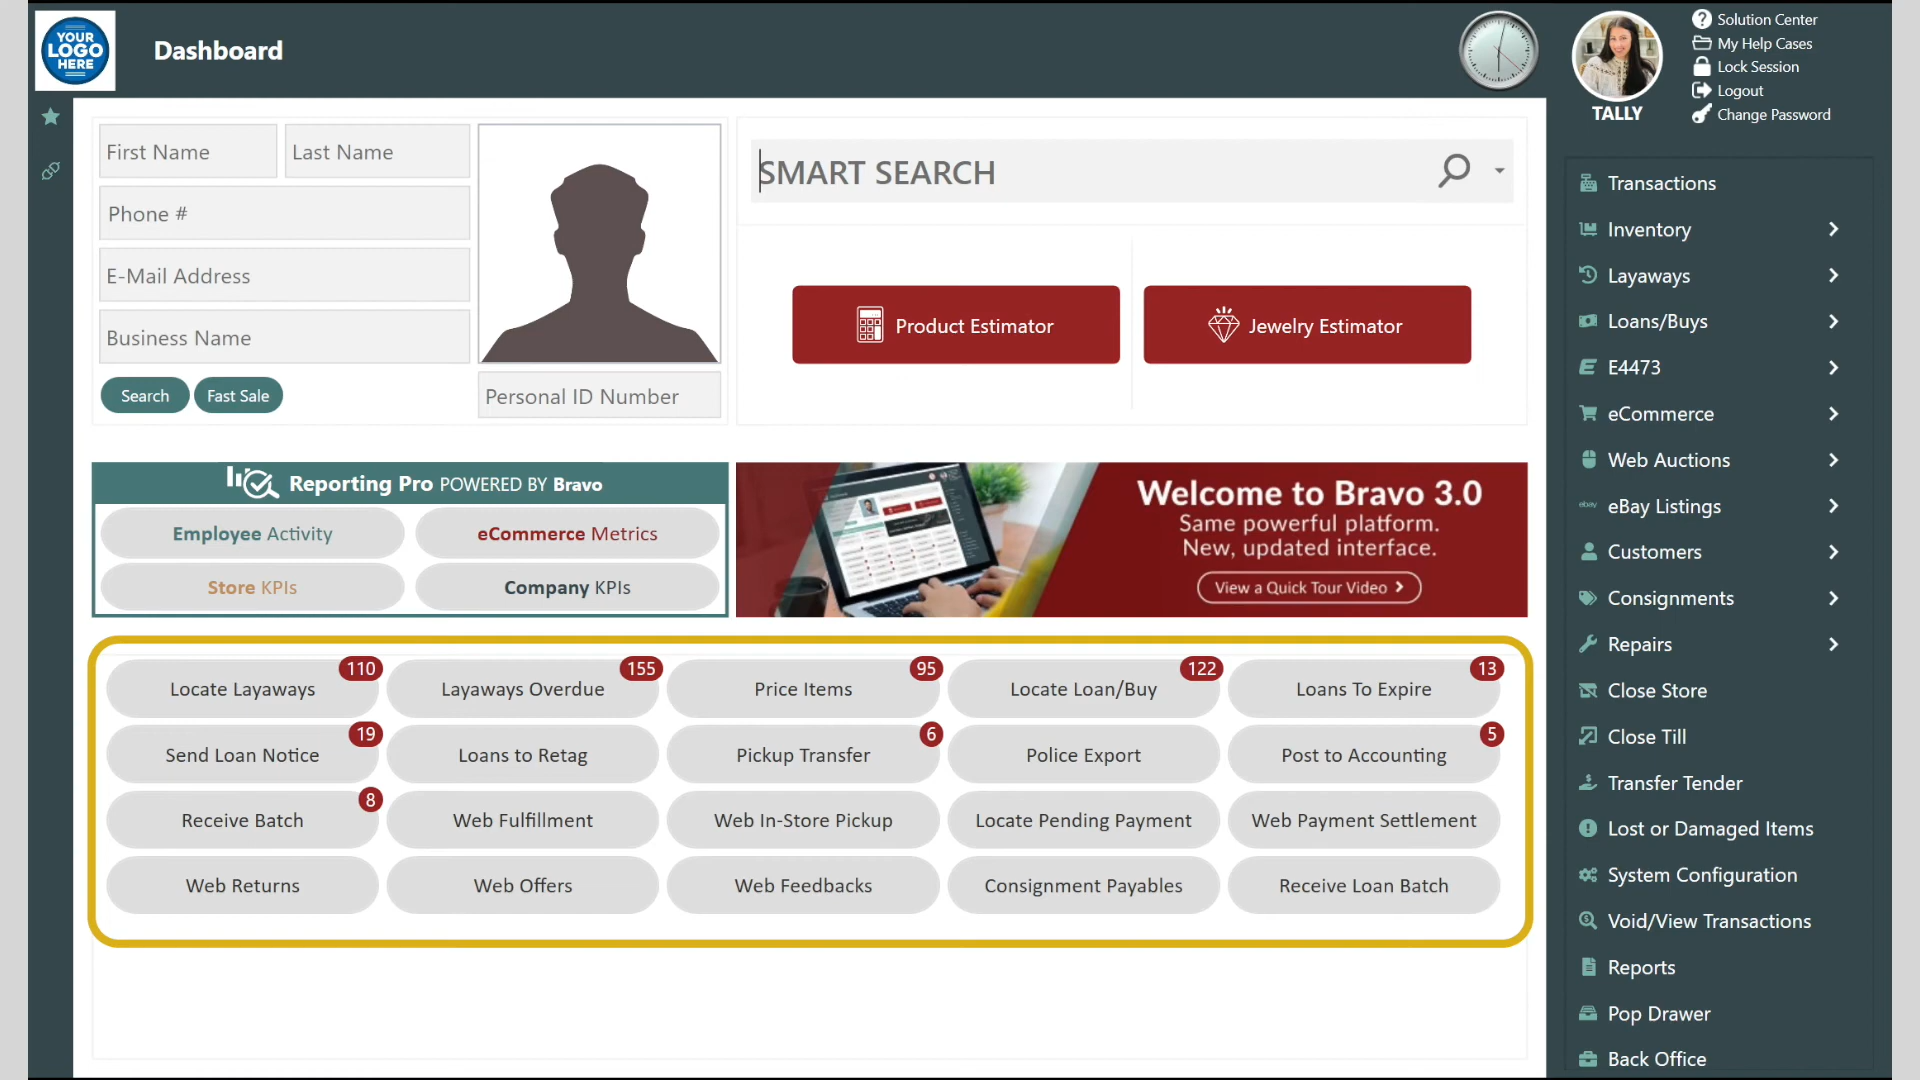 YOUR
LOGO
HERE
Dashboard
TALLY
Solution Center
My Help Cases
Lock Session
Logout
Change Password
First Name
Last Name
Phone #
E-Mail Address
Business Name
Search
Fast Sale
Personal ID Number
SMART SEARCH
Product Estimator
Jewelry Estimator
Reporting Pro POWERED BY Bravo
Employee Activity
eCommerce Metrics
Store KPIs
Company KPIs
Welcome to Bravo 3.0
Same powerful platform.
New, updated interface.
View a Quick Tour Video
110
155
95
122
13
Locate Layaways
Layaways Overdue
Price Items
Locate Loan/Buy
Loans To Expire
19
6
5
Send Loan Notice
Loans to Retag
Pickup Transfer
Police Export
Post to Accounting
8
Receive Batch
Web Fulfillment
Web In-Store Pickup
Locate Pending Payment
Web Payment Settlement
Web Returns
Web Offers
Web Feedbacks
Consignment Payables
Receive Loan Batch
Transactions
Inventory
Layaways
Loans/Buys
E4473
eCommerce
Web Auctions
ebay
eBay Listings
Customers
Consignments
Repairs
Close Store
Close Till
Transfer Tender
Lost or Damaged Items
System Configuration
Void/View Transactions
Reports
Pop Drawer
Back Office